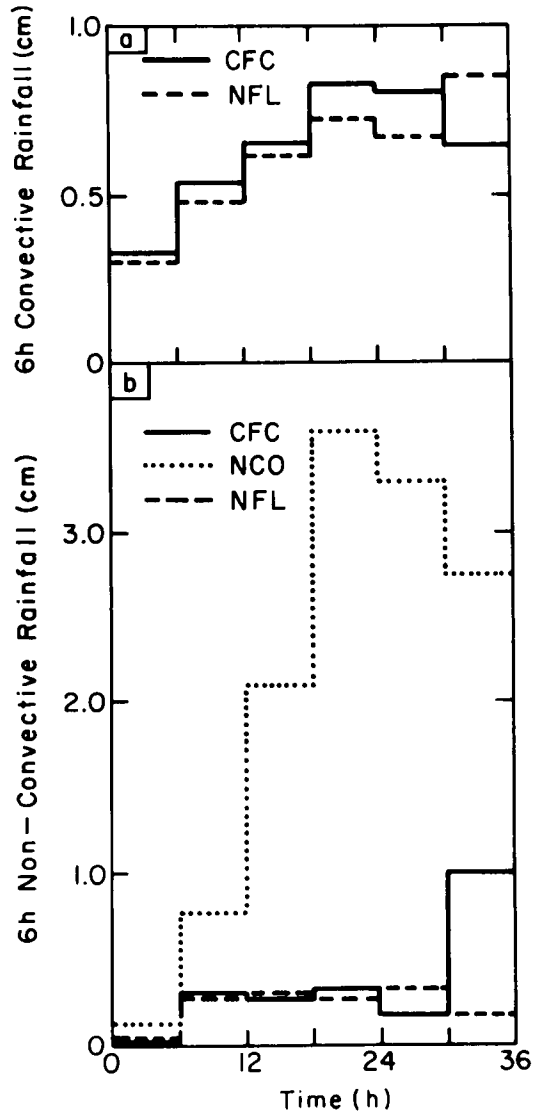 6h Convective Rainfall (cm)
1.0
0.5
0
a
CFC
NFL
6h Non-Convective Rainfall (cm)
3.0
2.0
1.0
0
b
CFC
NCO
NFL
0 12 24 36
Time (h)